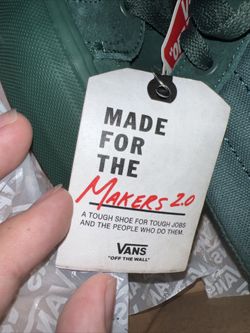 MADE
FOR
THE
MAKERS 2.0
A TOUGH SHOE FOR TOUGH JOBS
AND THE PEOPLE WHO DO THEM.
VANS
"OFF THE WALL"